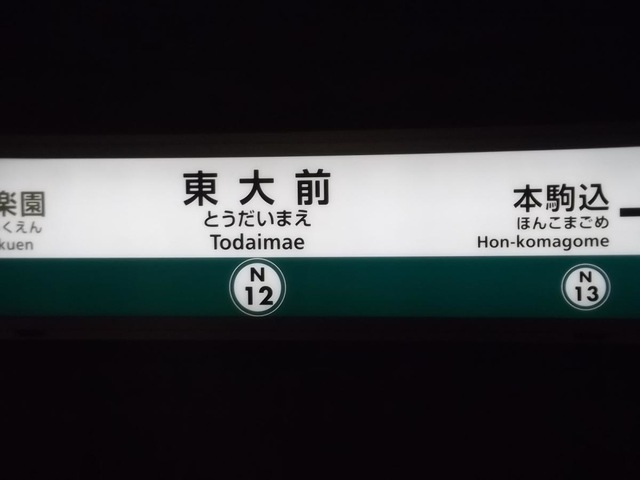 楽園
くえん
kuen
東大前
とうだいまえ
Todaimae
N
12
本駒込
ほんこまごめ
Hon-komagome
N
13